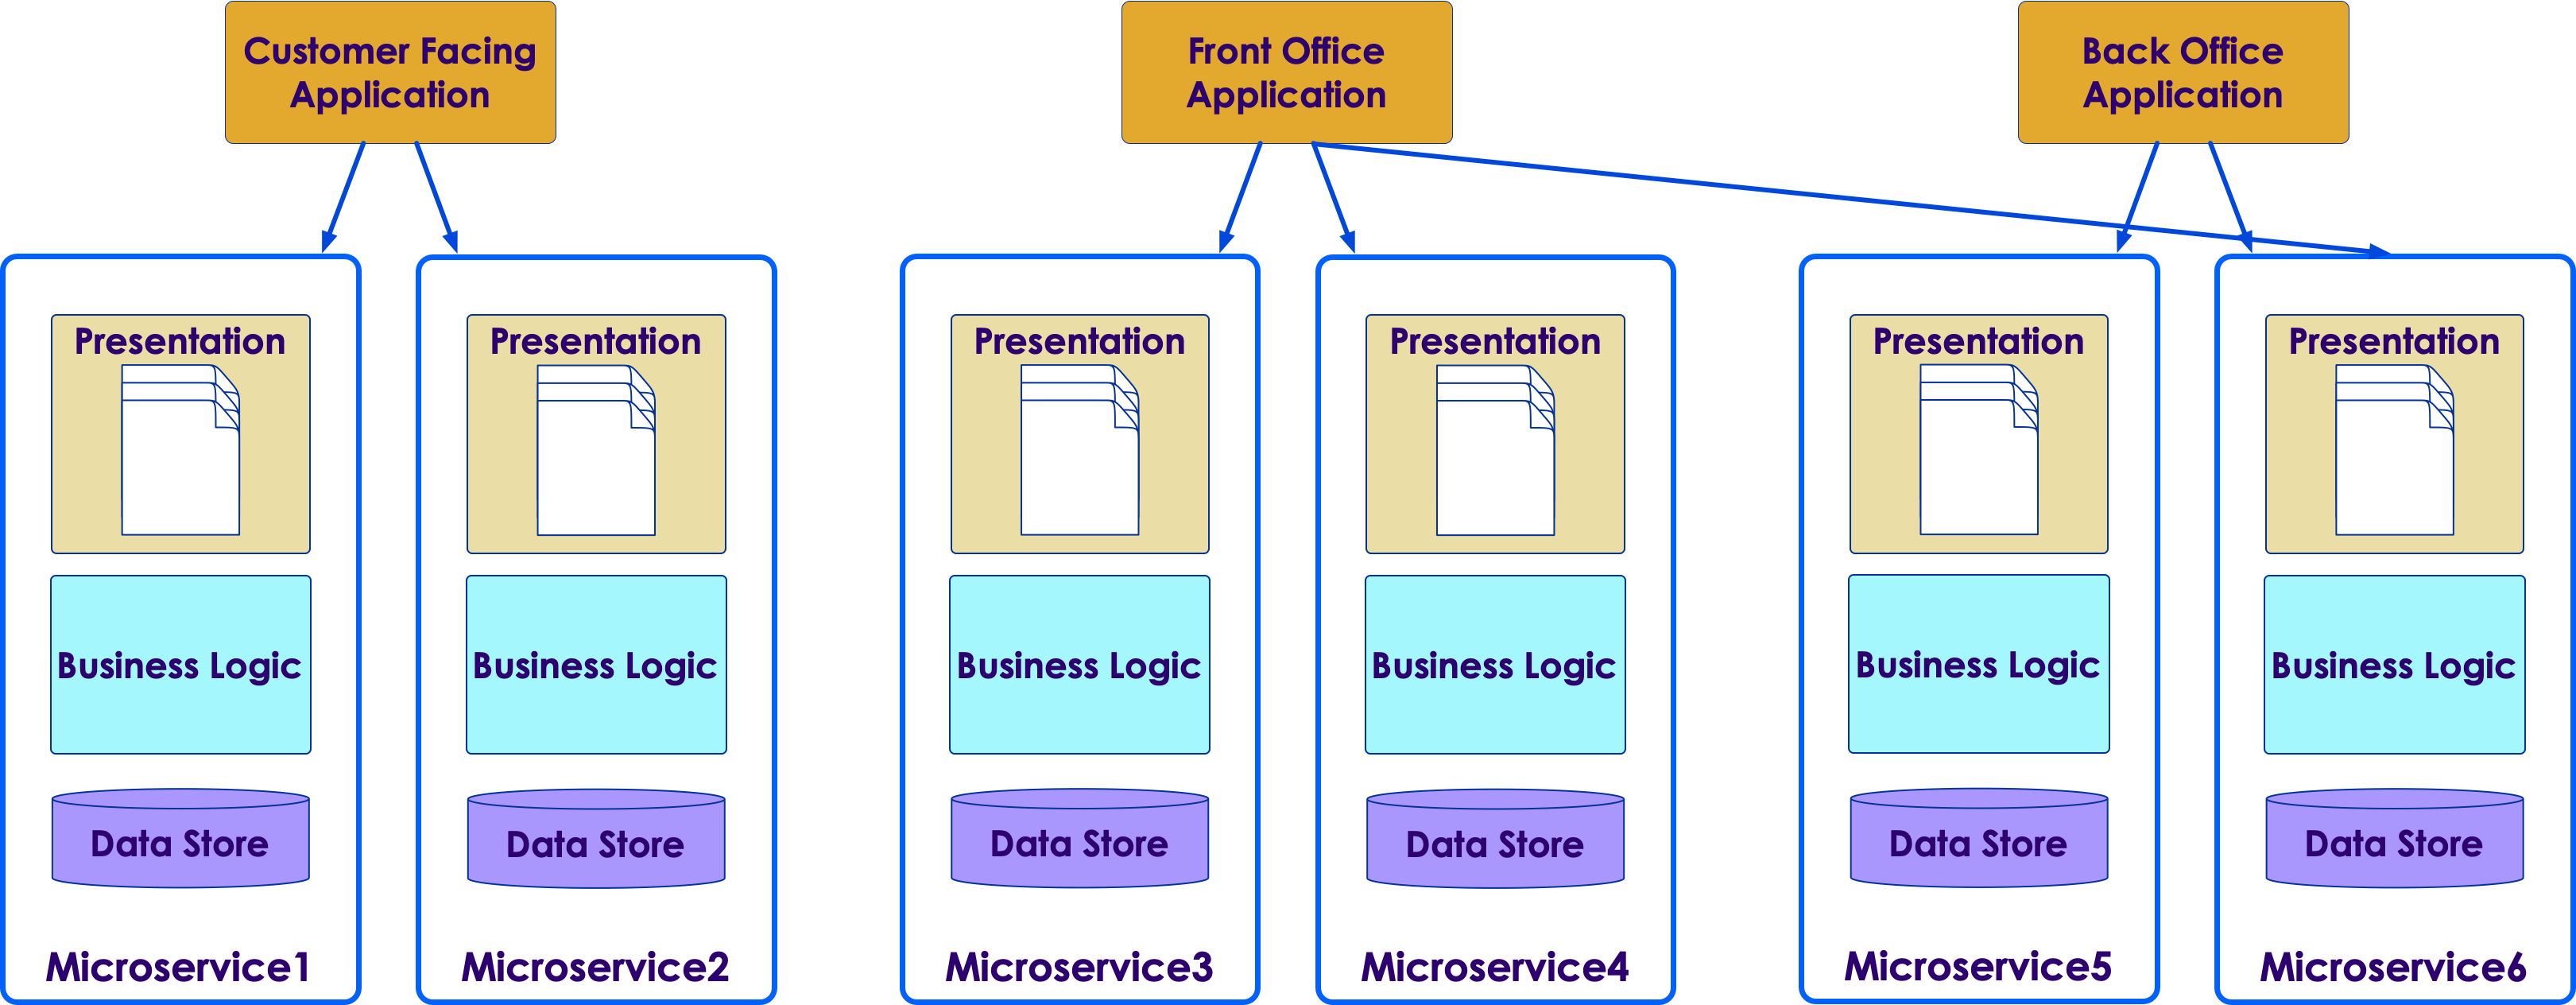 Customer Facing
Application
Front Office
Application
Back Office
Application
Presentation
Presentation
Presentation
Presentation
Presentation
Presentation
Business Logic
Business Logic
Business Logic
Business Logic
Business Logic
Business Logic
Data Store
Data Store
Data Store
Data Store
Data Store
Data Store
Microservice1
Microservice2
Microservice3
Microservice4
Microservice5
Microservice6